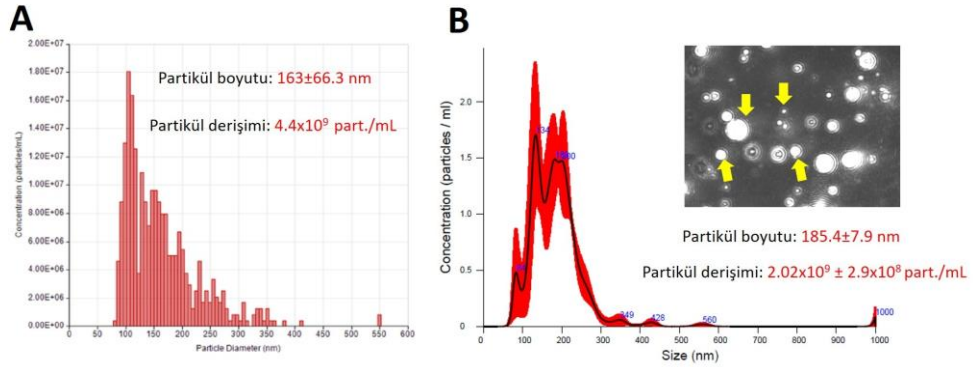 A
Concentration (particles/mL)
2.00E+07
1.80E+07
1.60E+07
1.40E+07
1.20E+07
1.00E+07
8.00E+06
6.00E+06
4.00E+06
2.00E+06
0.00E+00
0 50 100 150 200 250 300 350 400 450 500 550 600
Particle Diameter (nm)
Partikül boyutu: 163±66.3 nm
Partikül derişimi: 4.4x10⁹ part./mL
B
Concentration (particles / ml)
2.0
1.5
1.0
0.5
0
0 100 200 300 400 500 600 700 800 900 1000
Size (nm)
349
428
560
1000
Partikül boyutu: 185.4±7.9 nm
Partikül derişimi: 2.02x10⁹ ± 2.9x10⁸ part./mL